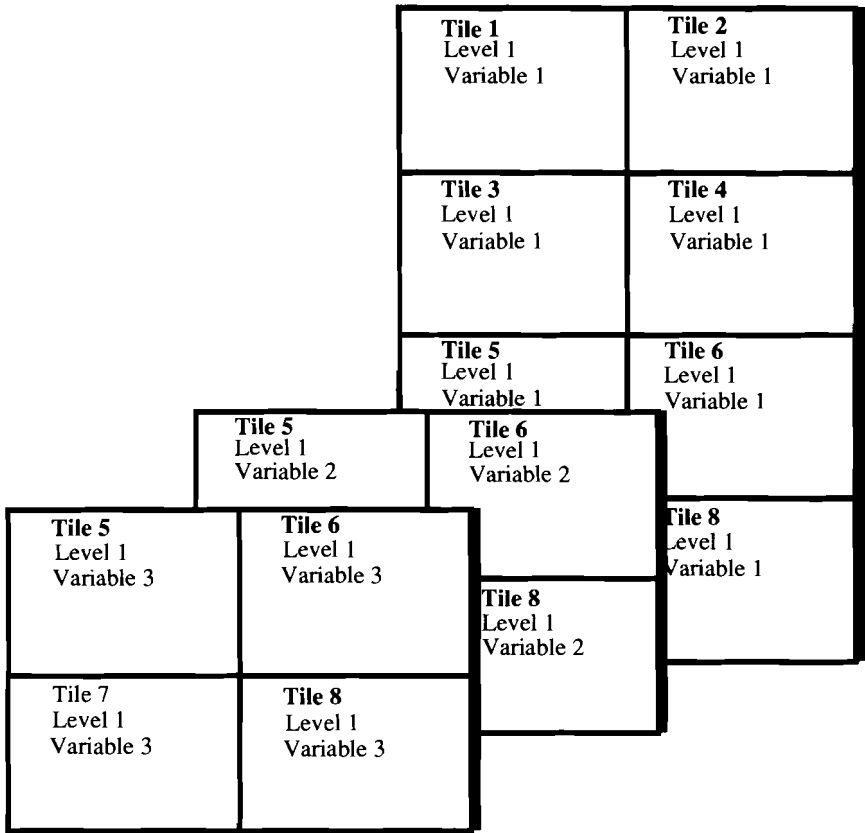 Tile 1
Level 1
Variable 1
Tile 2
Level 1
Variable 1
Tile 3
Level 1
Variable 1
Tile 4
Level 1
Variable 1
Tile 5
Level 1
Variable 1
Tile 6
Level 1
Variable 1
Tile 5
Level 1
Variable 2
Tile 6
Level 1
Variable 2
Tile 8
Level 1
Variable 1
Tile 5
Level 1
Variable 3
Tile 6
Level 1
Variable 3
Tile 8
Level 1
Variable 2
Tile 7
Level 1
Variable 3
Tile 8
Level 1
Variable 3